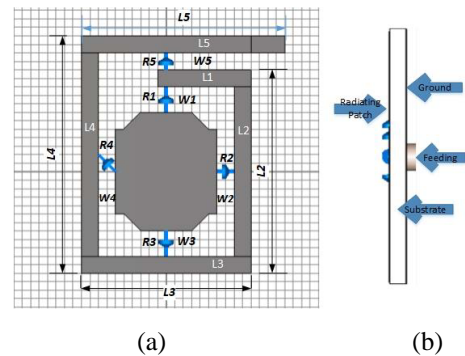 L5
L5
R5 W5
L1
R1 W1
L4
L4
L2
L2
R4
R2
W4
W2
R3 W3
L3
L3
(a)
Ground
Radiating
Patch
Feeding
Substrate
(b)